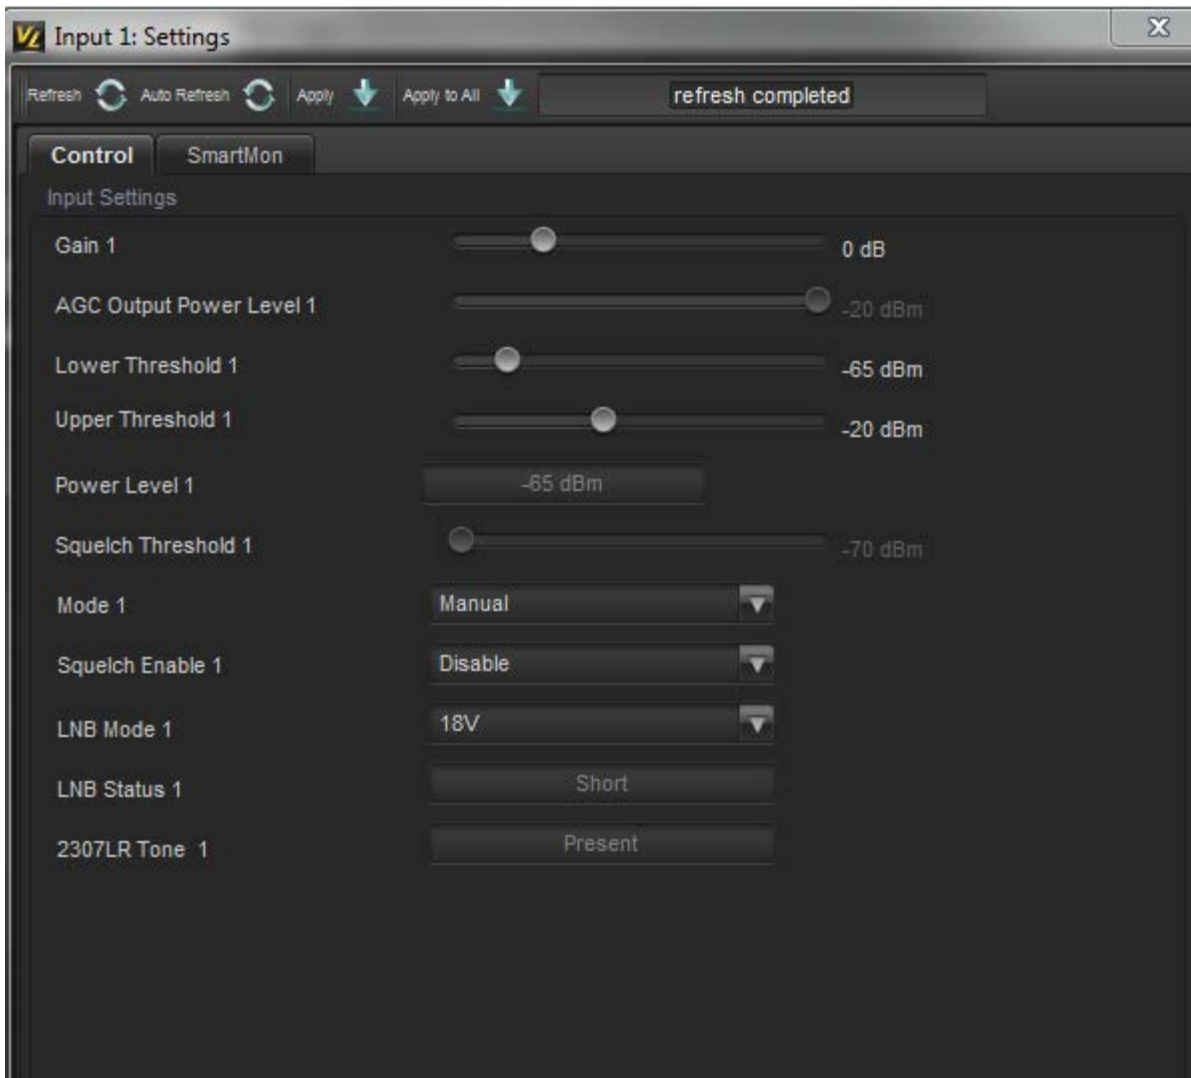 VL Input 1: Settings
Refresh Auto Refresh Apply Apply to All refresh completed
Control SmartMon
Input Settings
Gain 1 0 dB
AGC Output Power Level 1 -20 dBm
Lower Threshold 1 -65 dBm
Upper Threshold 1 -20 dBm
Power Level 1 -65 dBm
Squelch Threshold 1 -70 dBm
Mode 1 Manual
Squelch Enable 1 Disable
LNB Mode 1 18V
LNB Status 1 Short
2307LR Tone 1 Present